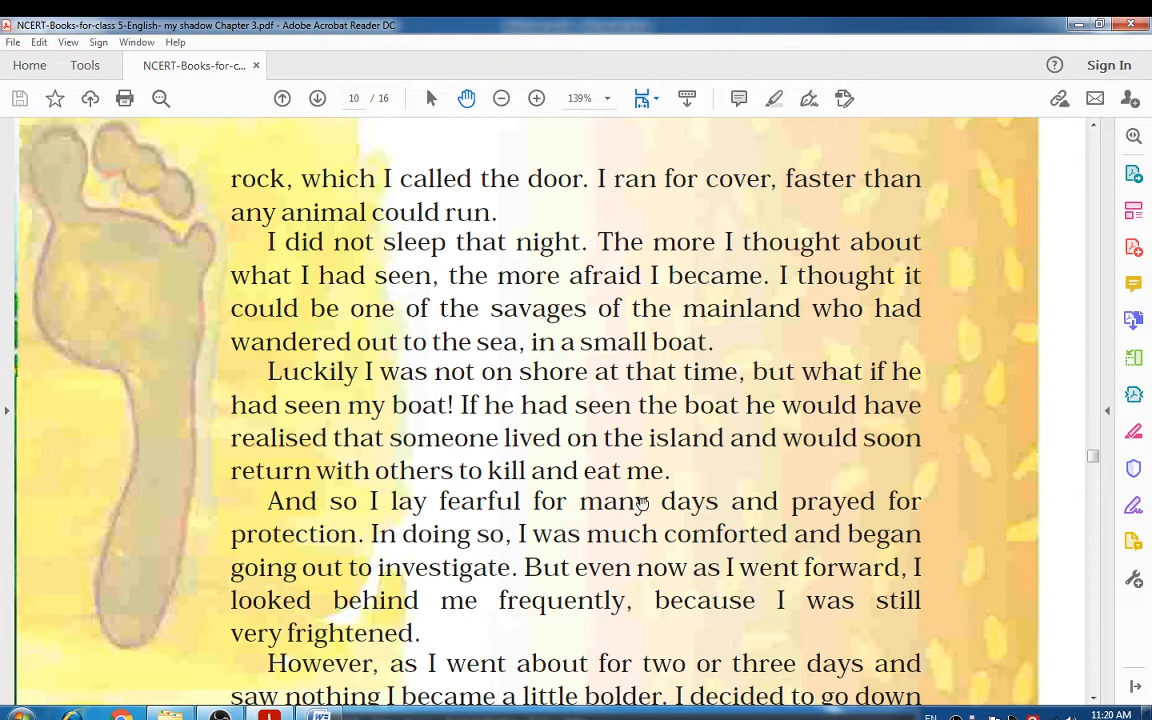 NCERT-Books-for-class 5-English- my shadow Chapter 3.pdf - Adobe Acrobat Reader DC
File Edit View Sign Window Help
Home Tools NCERT-Books-for-c... × Sign In
10 / 16 139%
rock, which I called the door. I ran for cover, faster than
any animal could run.
I did not sleep that night. The more I thought about
what I had seen, the more afraid I became. I thought it
could be one of the savages of the mainland who had
wandered out to the sea, in a small boat.
Luckily I was not on shore at that time, but what if he
had seen my boat! If he had seen the boat he would have
realised that someone lived on the island and would soon
return with others to kill and eat me.
And so I lay fearful for many days and prayed for
protection. In doing so, I was much comforted and began
going out to investigate. But even now as I went forward, I
looked behind me frequently, because I was still
very frightened.
However, as I went about for two or three days and
saw nothing I became a little bolder. I decided to go down
EN 11:20 AM